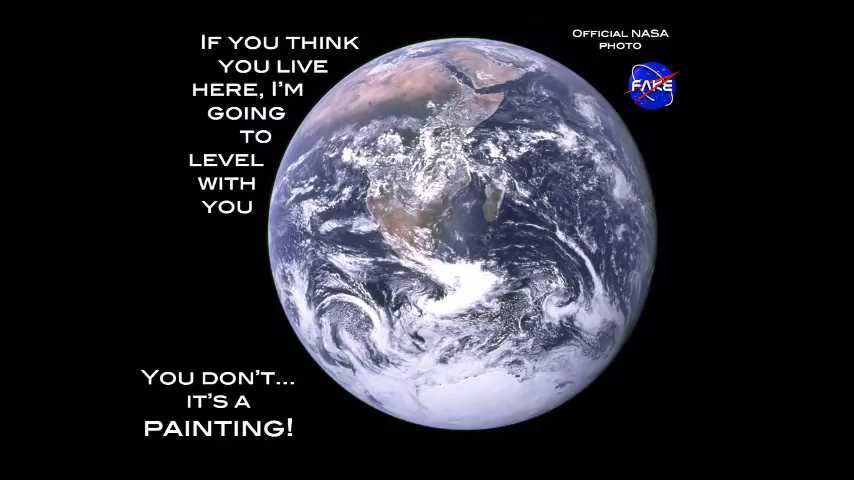 If you think
you live
here, I'm
going
to
level
with
you
Official NASA
photo
FAKE
You don't...
it's a
painting!